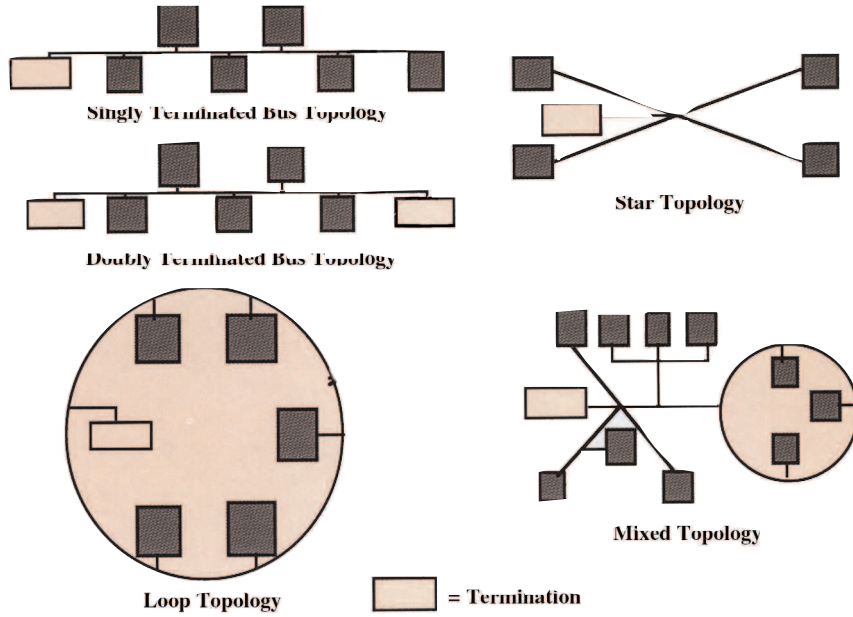 Singly Terminated Bus Topology
Star Topology
Doubly Terminated Bus Topology
Mixed Topology
Loop Topology
= Termination